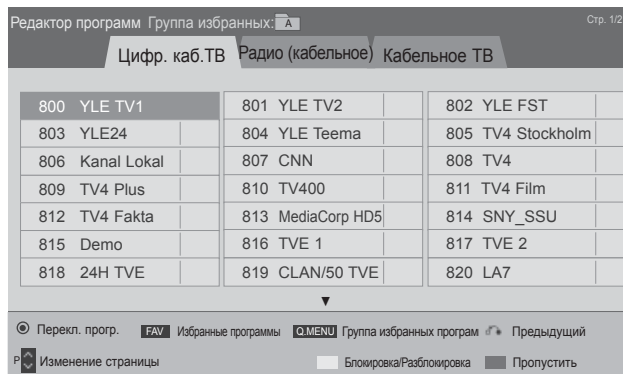 Редактор программ Группа избранных: A Стр. 1/2
Цифр. каб.ТВ Радио (кабельное) Кабельное ТВ
800 YLE TV1 801 YLE TV2 802 YLE FST
803 YLE24 804 YLE Teema 805 TV4 Stockholm
806 Kanal Lokal 807 CNN 808 TV4
809 TV4 Plus 810 TV400 811 TV4 Film
812 TV4 Fakta 813 MediaCorp HD5 814 SNY_SSU
815 Demo 816 TVE 1 817 TVE 2
818 24H TVE 819 CLAN/50 TVE 820 LA7
Перекл. прогр. FAV Избранные программы Q.MENU Группа избранных програм Предыдущий
P Изменение страницы Блокировка/Разблокировка Пропустить